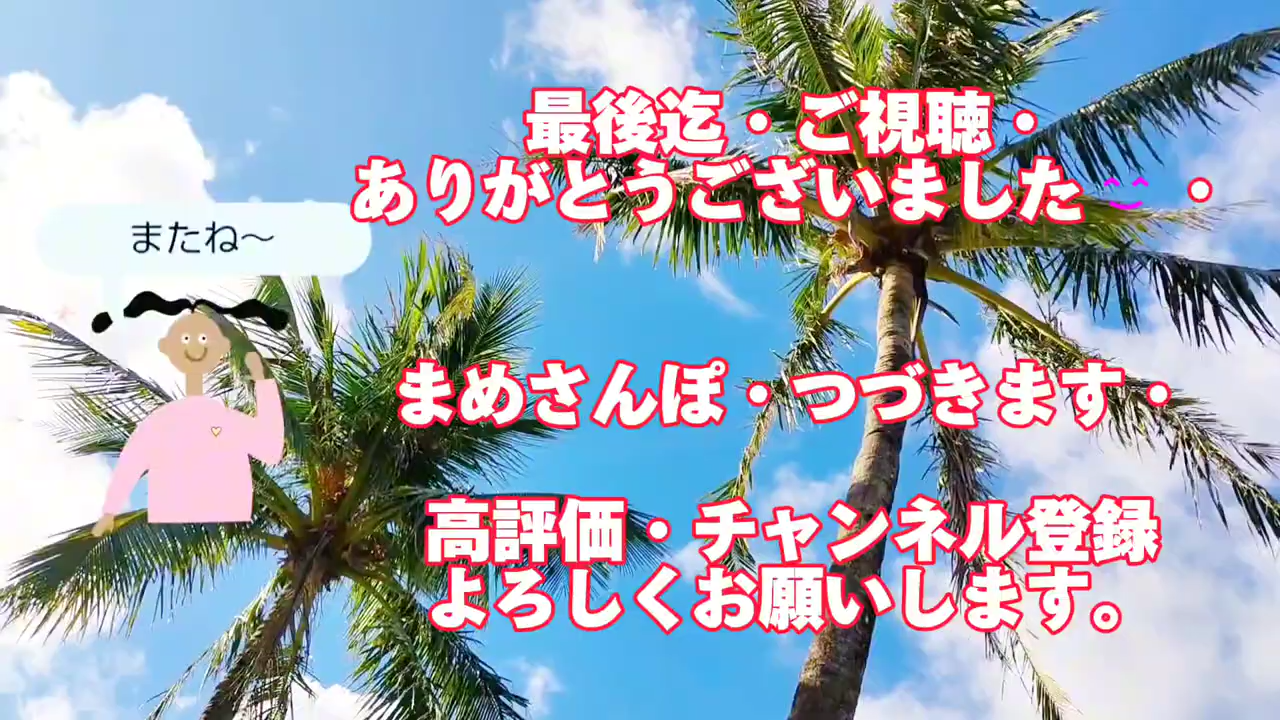 最後迄・ご視聴・
ありがとうございました^^・
またね～
まめさんぽ・つづきます・
高評価・チャンネル登録
よろしくお願いします。